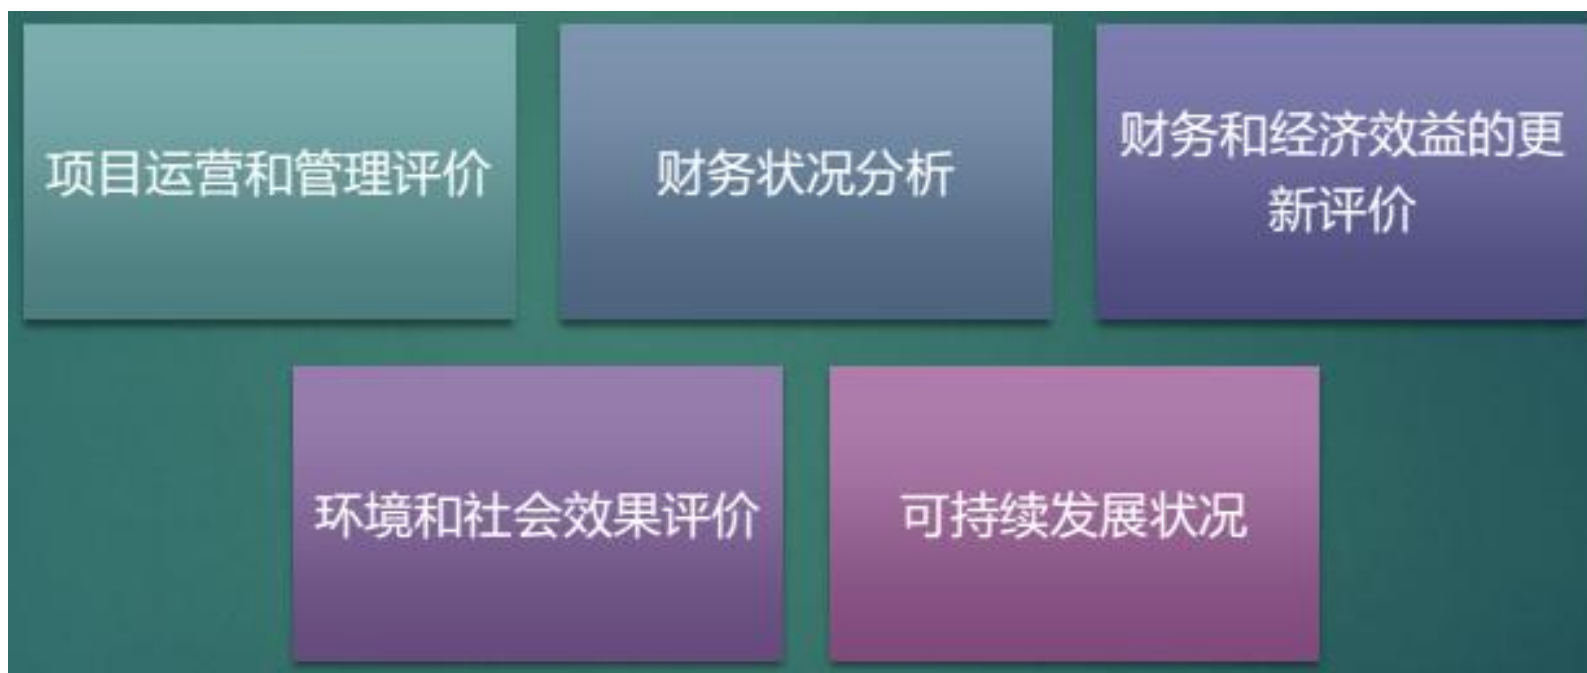 项目运营和管理评价
财务状况分析
财务和经济效益的更
新评价
环境和社会效果评价
可持续发展状况